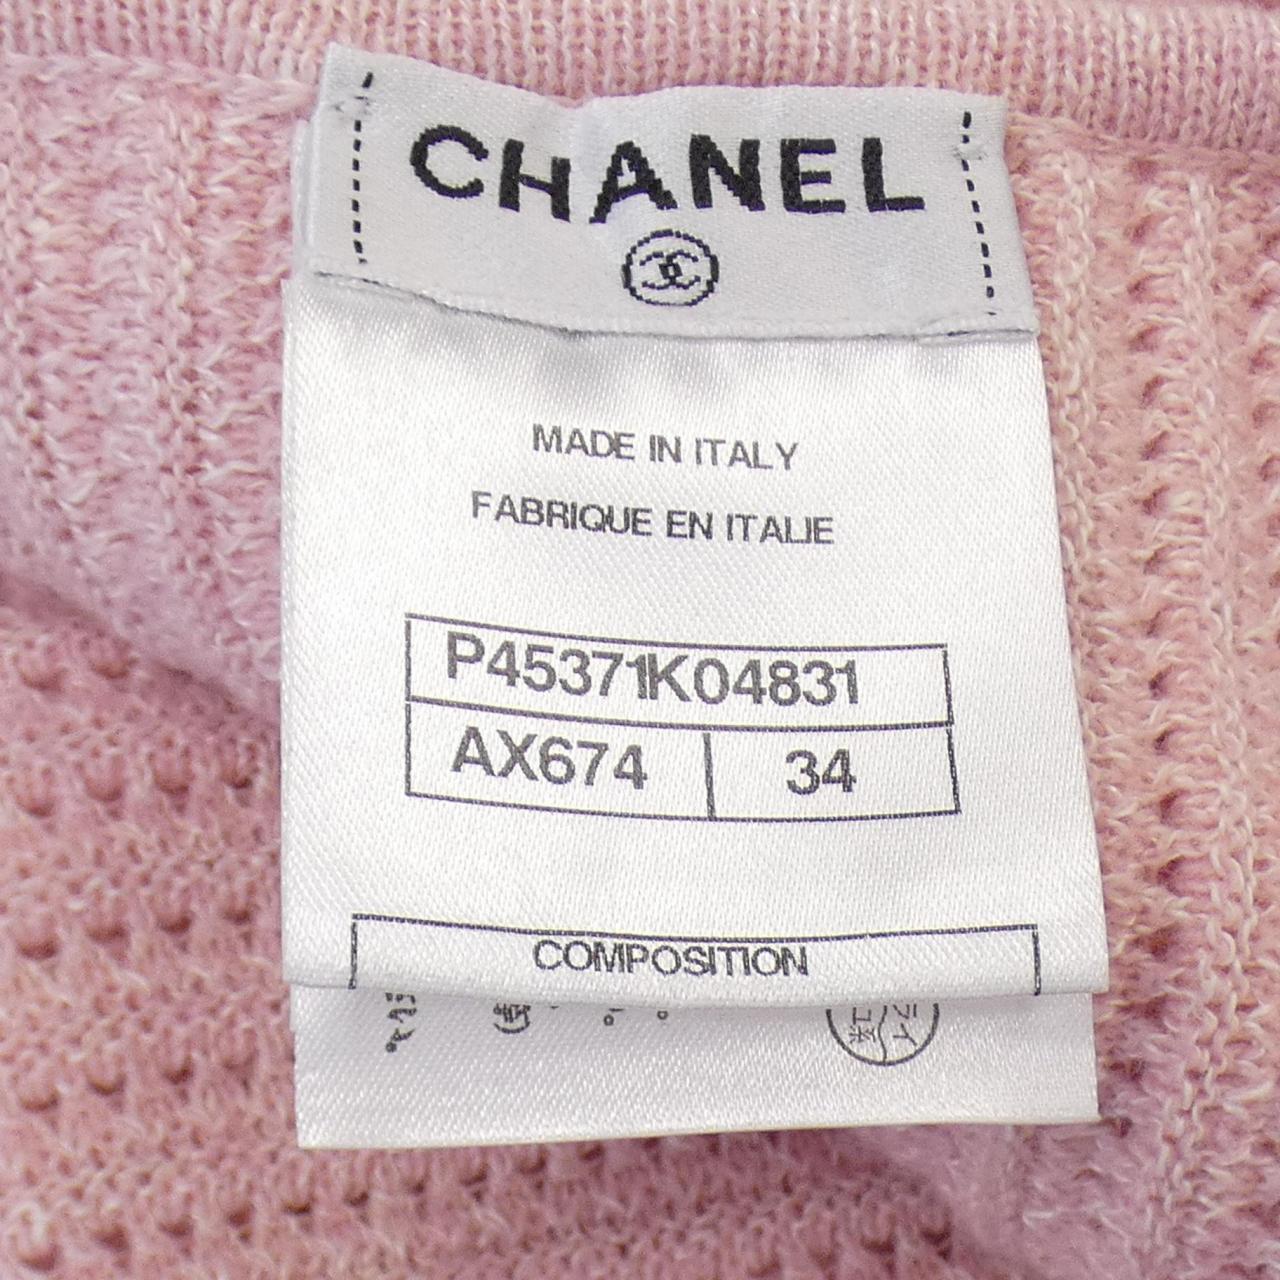 CHANEL
MADE IN ITALY
FABRIQUE EN ITALIE
P45371K04831
AX674 34
COMPOSITION